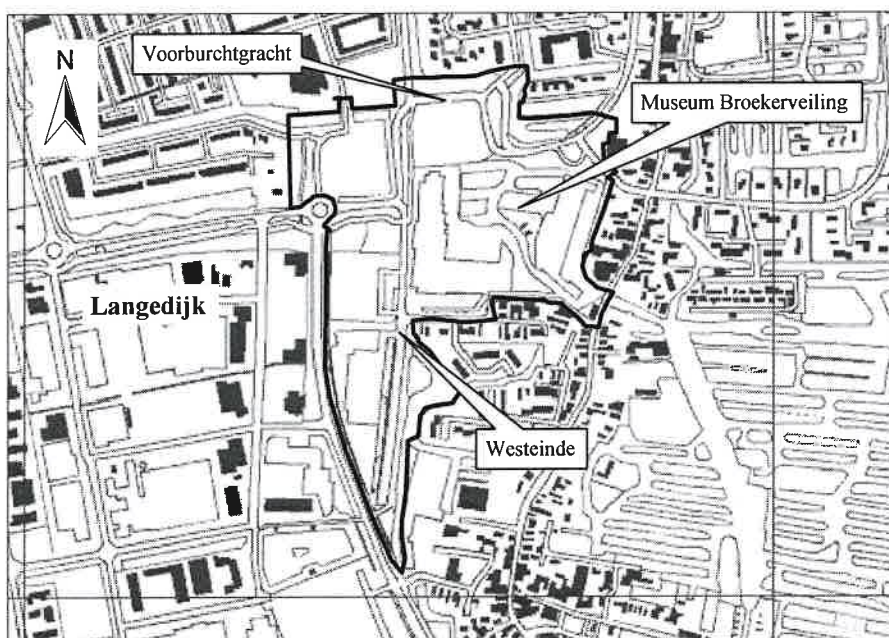 N
Voorburchtgracht
Museum Broekerveiling
Langedijk
Westeinde